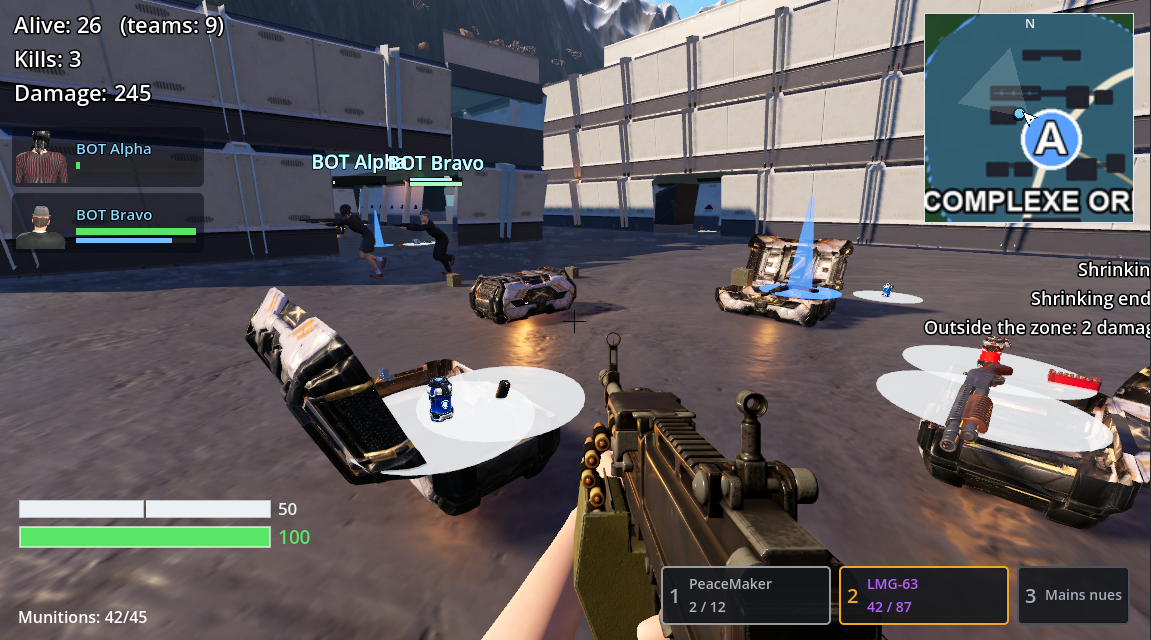 Alive: 26 (teams: 9)
Kills: 3
Damage: 245
BOT Alpha
BOT Bravo
BOT Alpha
BOT Bravo
N
A
COMPLEXE OR
Shrinkin
Shrinking end
Outside the zone: 2 damag
50
100
Munitions: 42/45
1 PeaceMaker
2 / 12
2 LMG-63
42 / 87
3 Mains nues